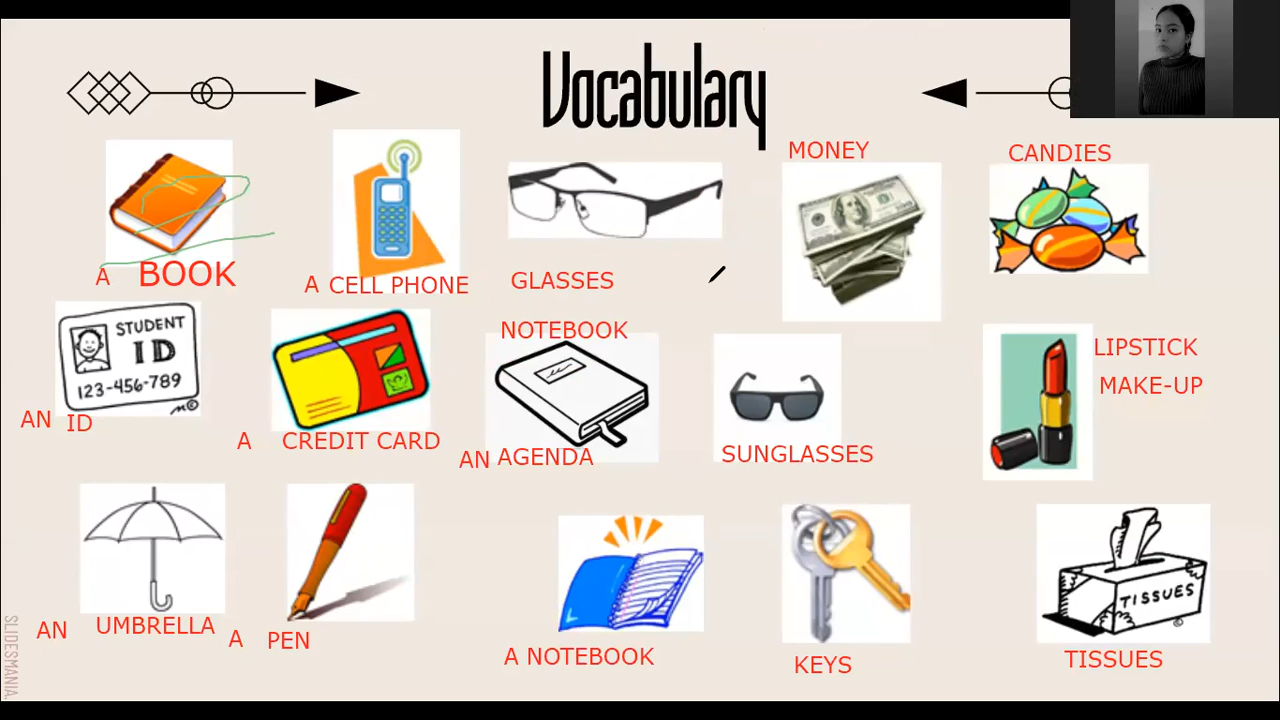 Vocabulary
MONEY
CANDIES
A BOOK
A CELL PHONE
GLASSES
STUDENT
ID
123-456-789
NOTEBOOK
LIPSTICK
MAKE-UP
AN ID
A CREDIT CARD
AN AGENDA
SUNGLASSES
TISSUES
AN UMBRELLA
A PEN
A NOTEBOOK
KEYS
TISSUES
SLIDESMANIA.